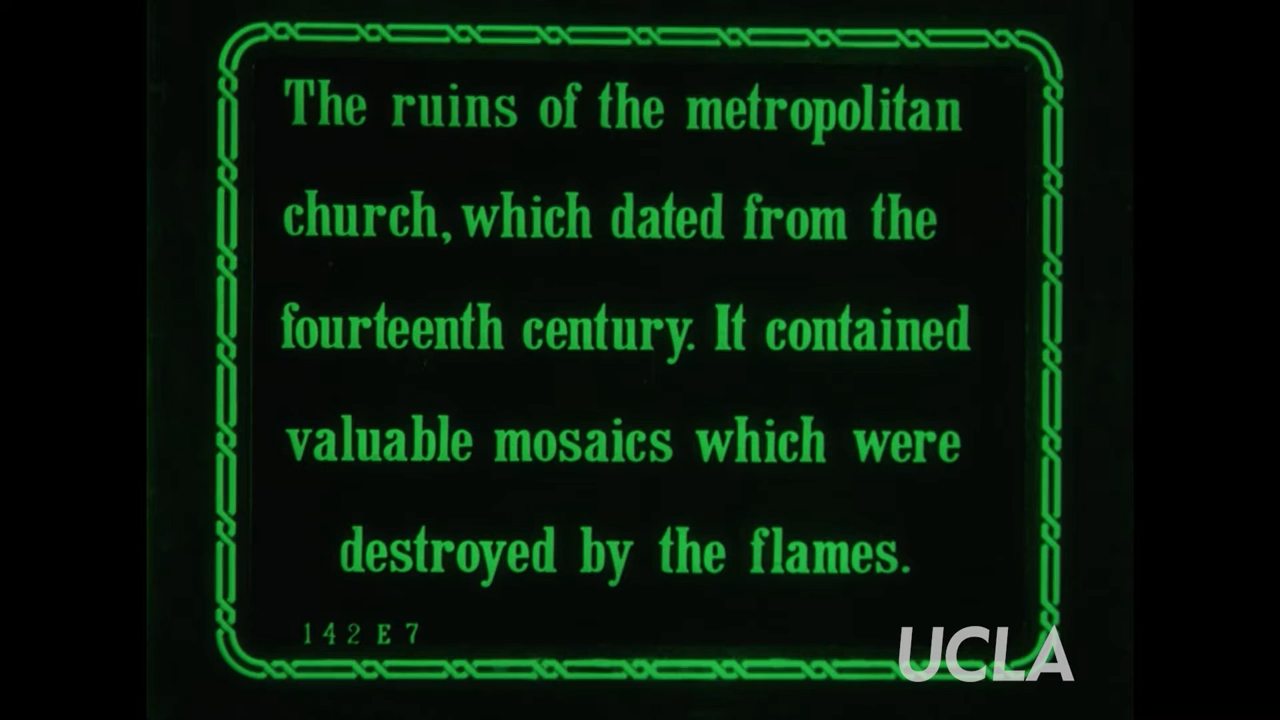 The ruins of the metropolitan
church, which dated from the
fourteenth century. It contained
valuable mosaics which were
destroyed by the flames.
142 E 7
UCLA